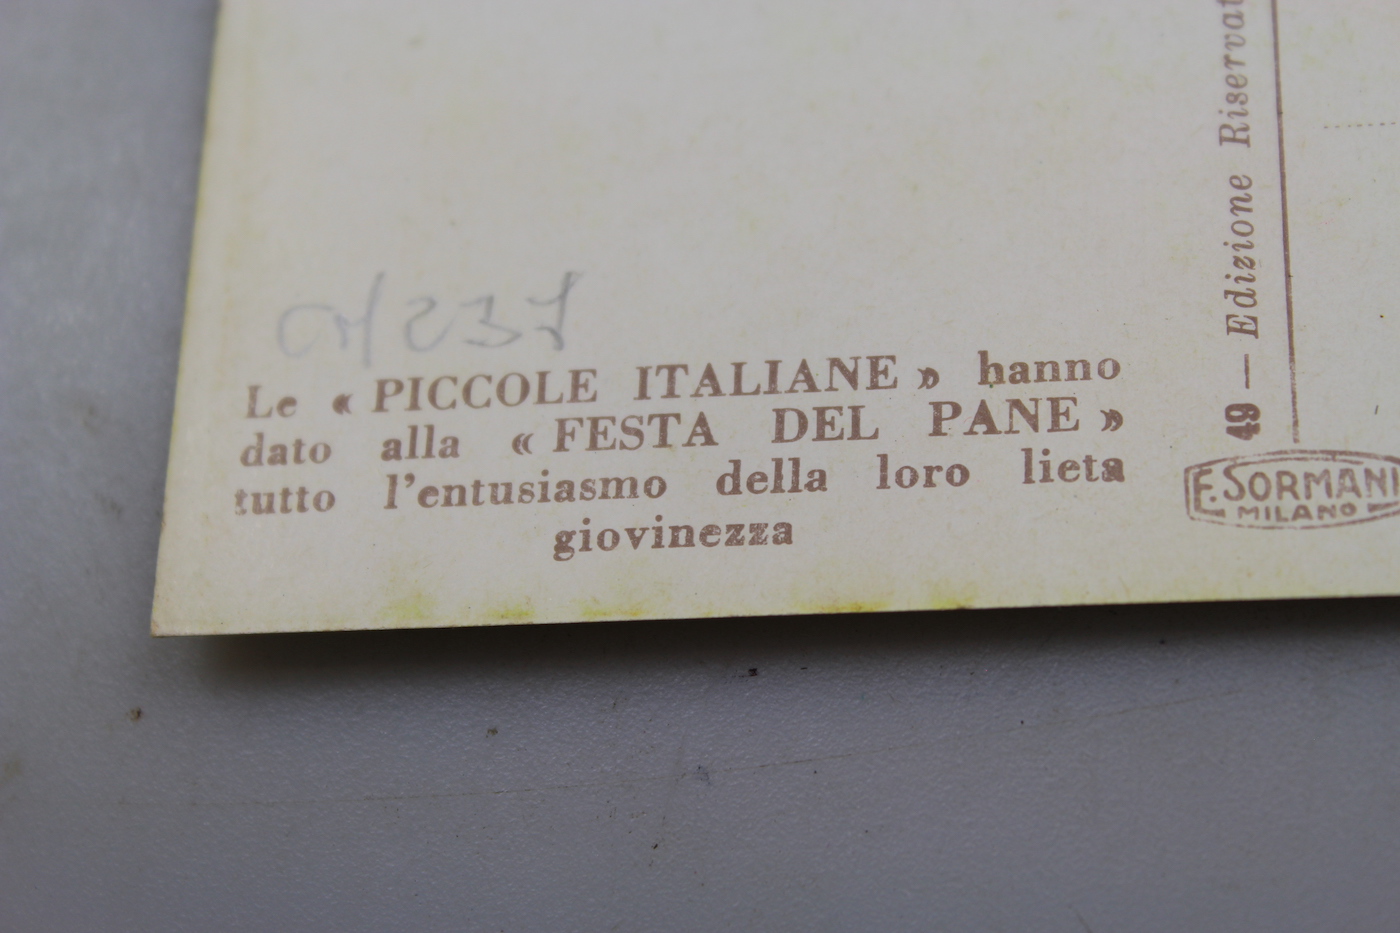 237
Le « PICCOLE ITALIANE » hanno
dato alla « FESTA DEL PANE »
tutto l'entusiasmo della loro lieta
giovinezza
49 — Edizione Riservat
F. SORMANI
MILANO